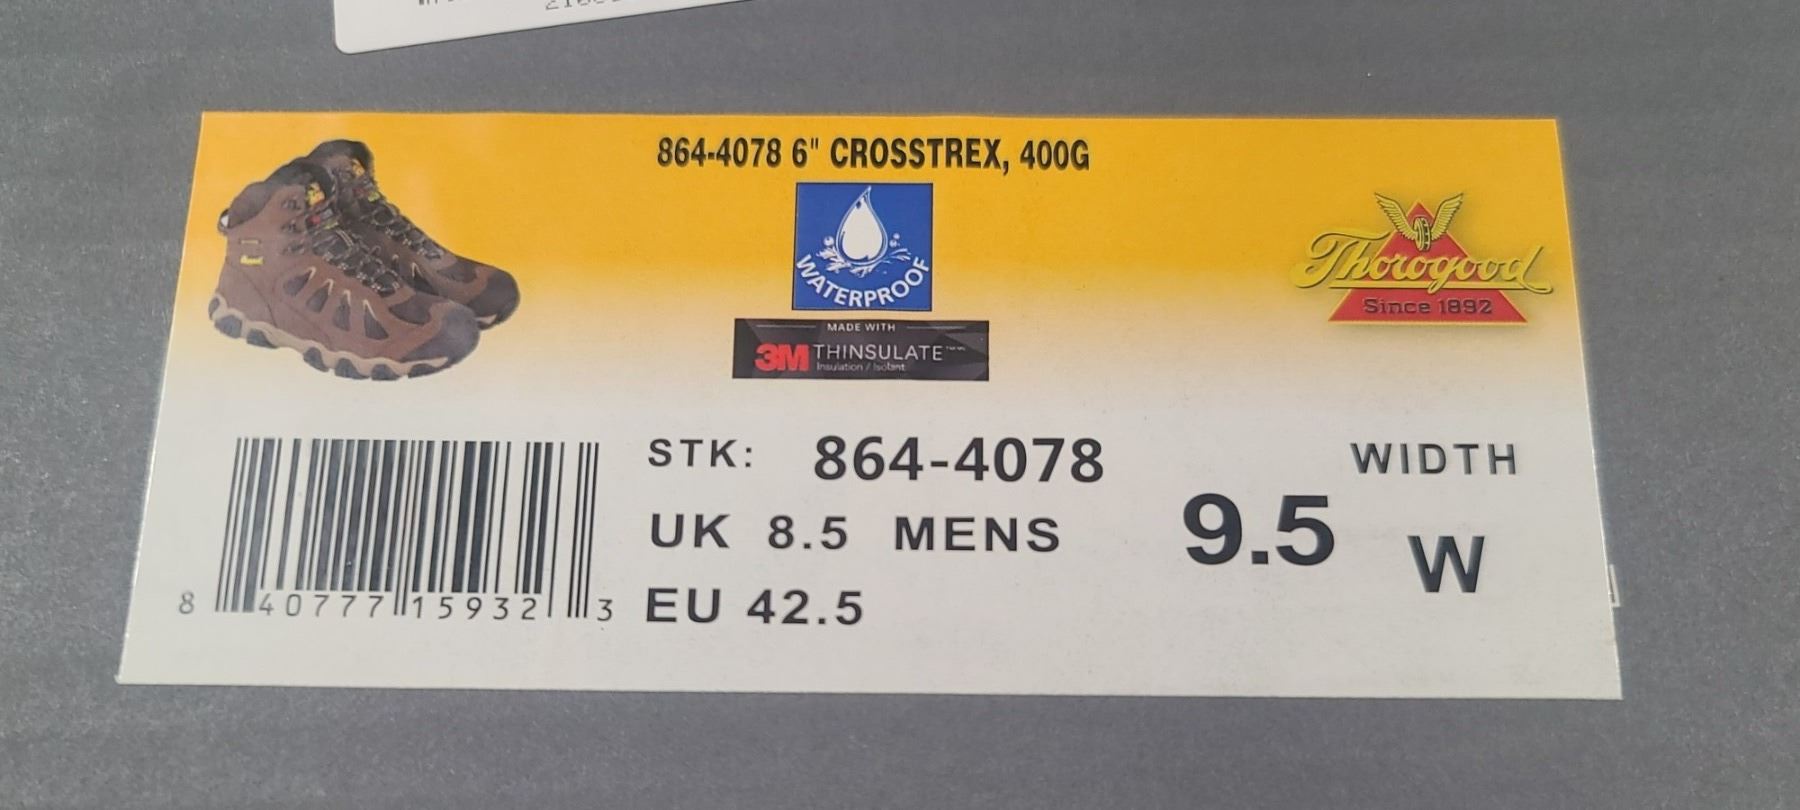 864-4078 6" CROSSTREX, 400G
WATERPROOF
MADE WITH
3M THINSULATE
Insulation / Isolant
Thorogood
Since 1892
STK: 864-4078
WIDTH
UK 8.5 MENS
9.5 W
EU 42.5
8 40777 15932 3